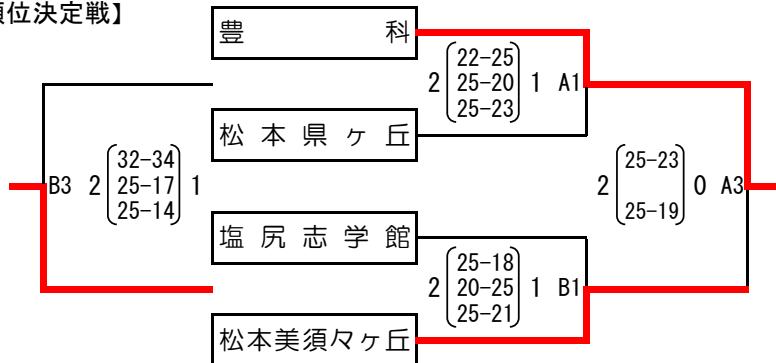 位決定戦】
豊科
22-25
2 25-20 1 A1
25-23
松本県ヶ丘
32-34
B3 2 25-17 1
25-14
25-23
2 0 A3
25-19
塩尻志学館
25-18
2 20-25 1 B1
25-21
松本美須々ヶ丘